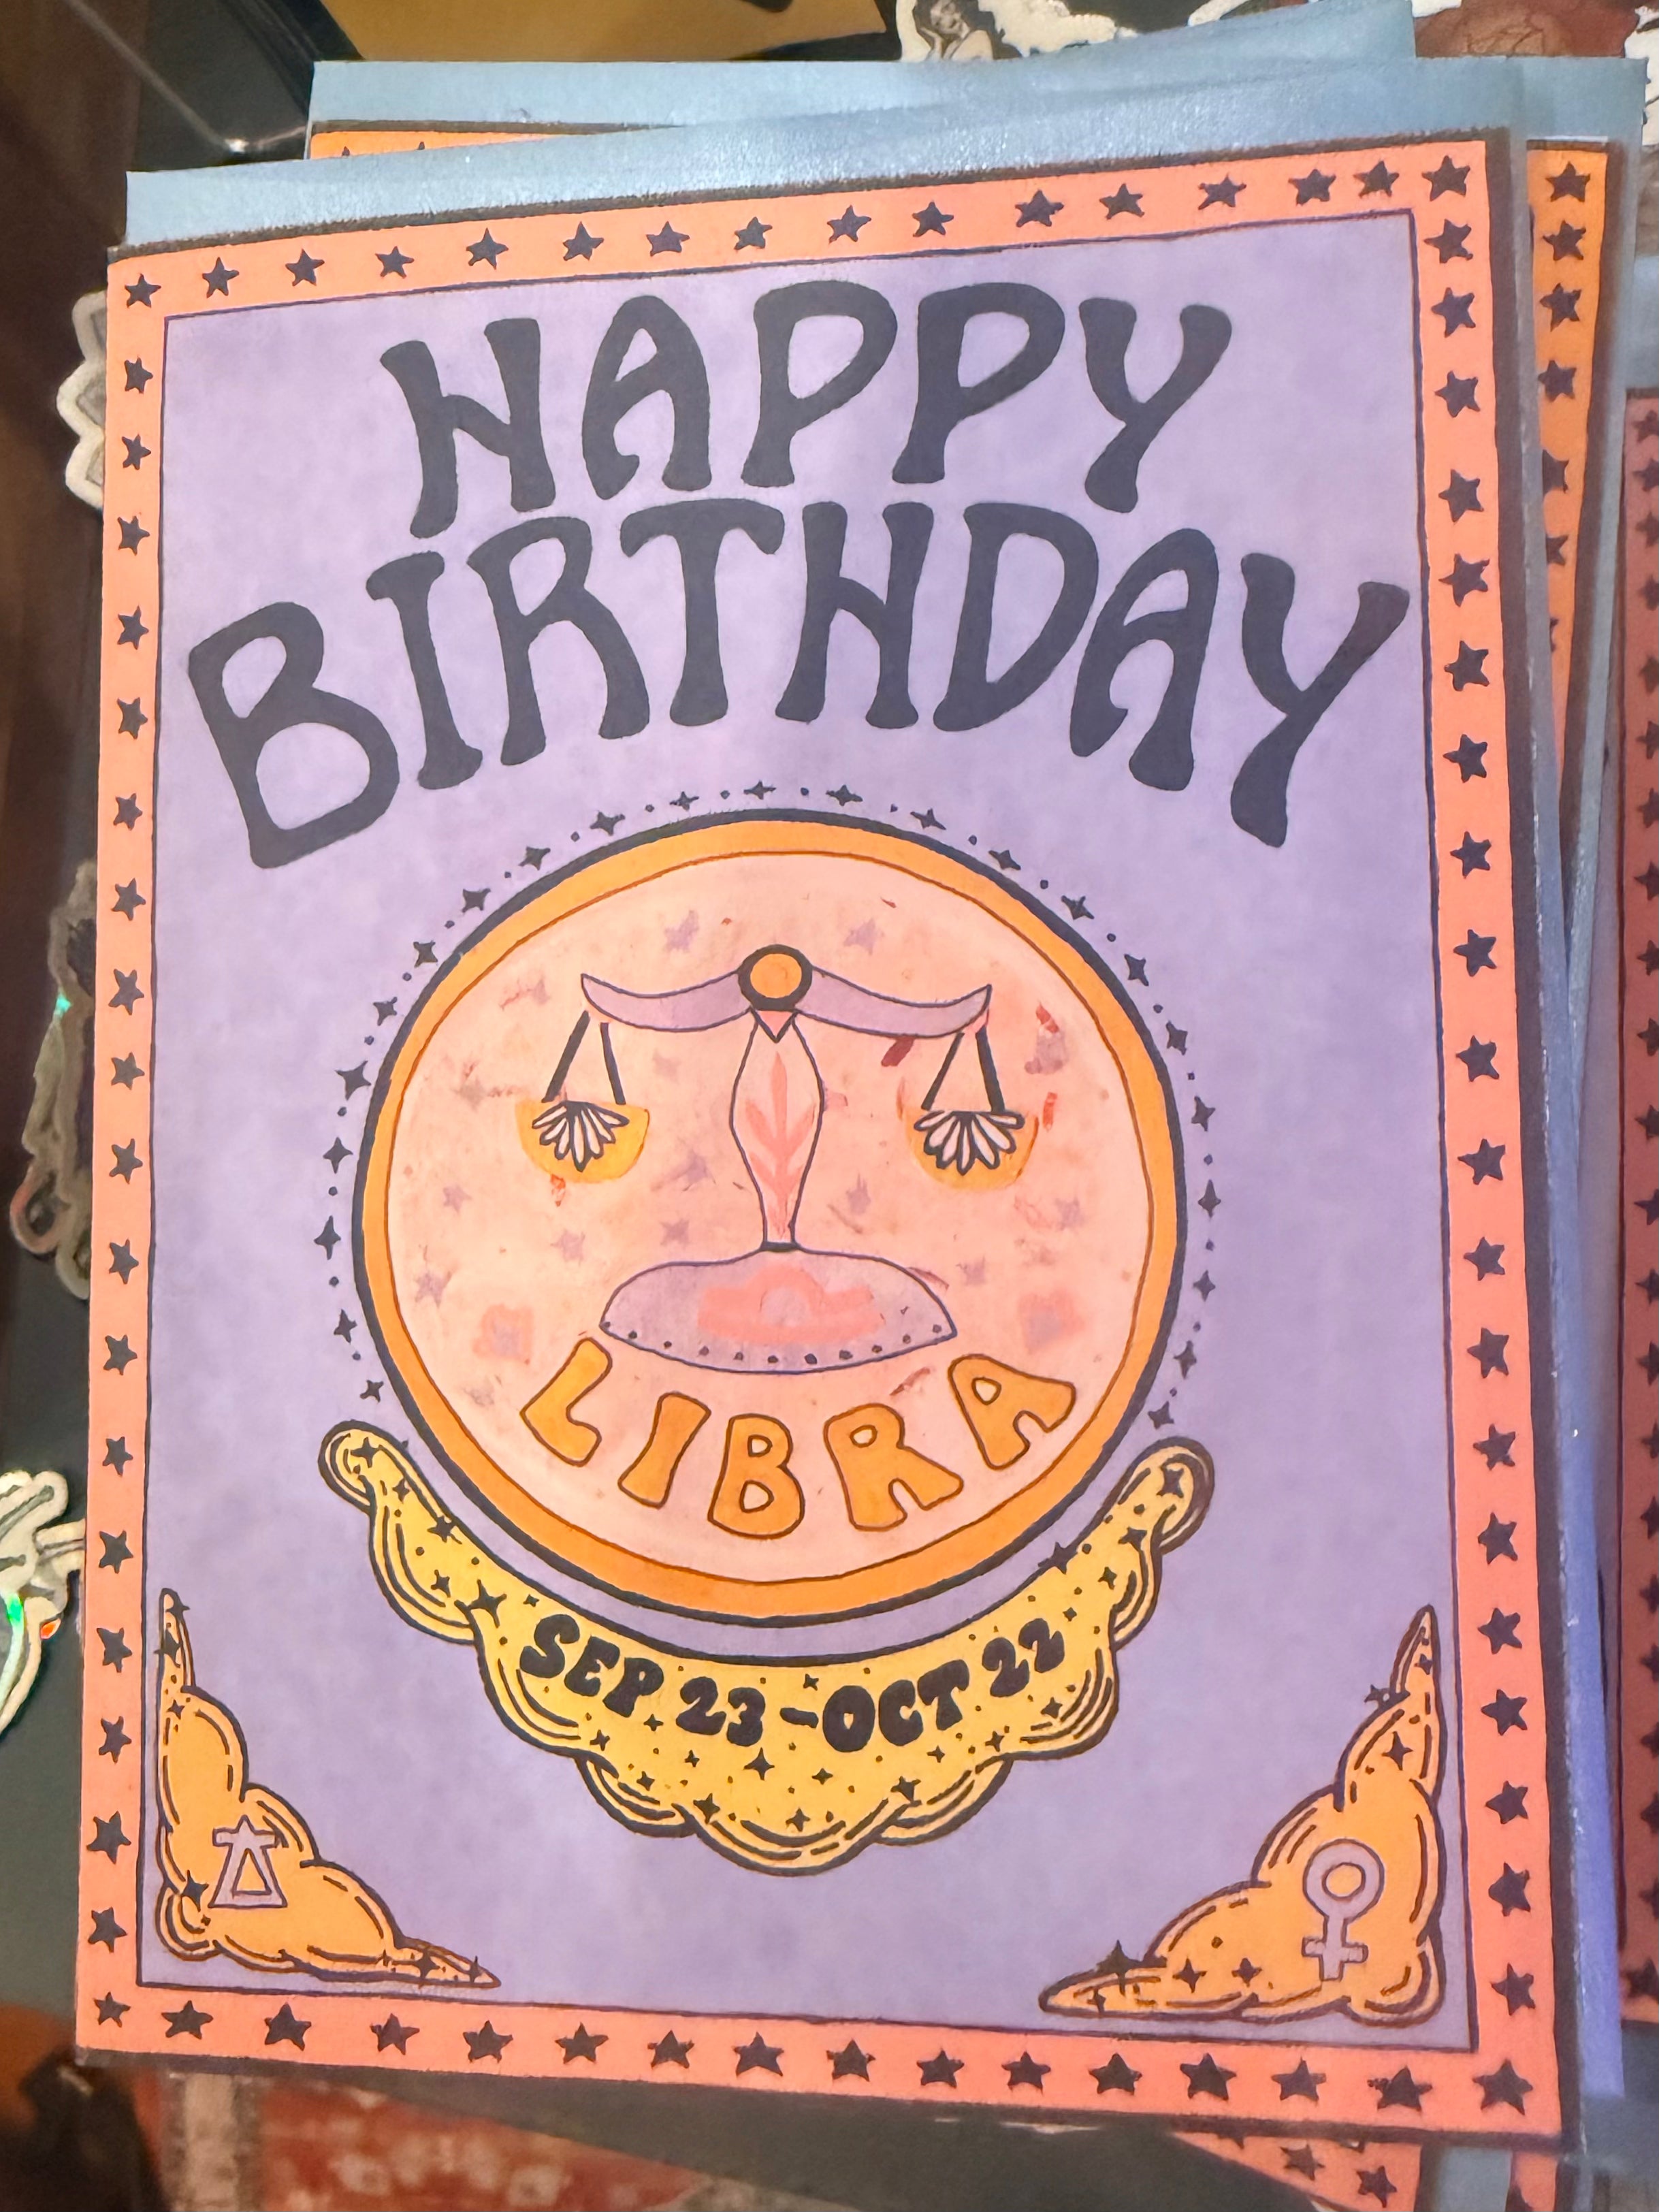 HAPPY
BIRTHDAY
LIBRA
SEP 23 - OCT 22